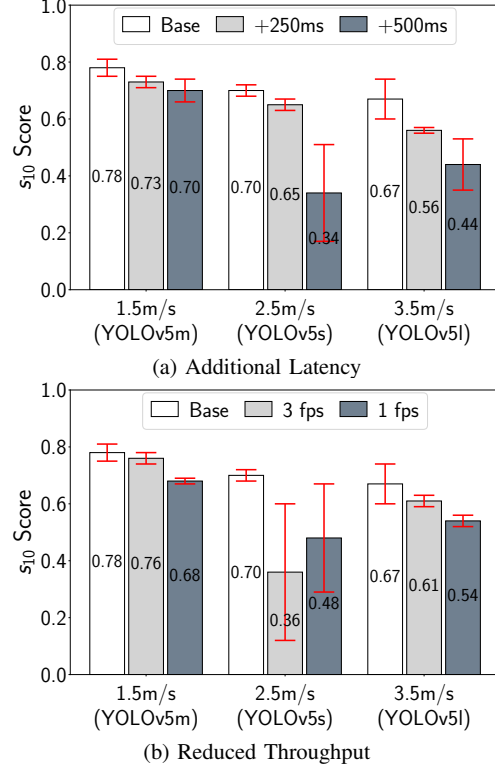 Base +250ms +500ms
1.0
0.8
0.6
0.4
0.2
0.0
s10 Score
0.78 0.73 0.70 0.70 0.65 0.34 0.67 0.56 0.44
1.5m/s 2.5m/s 3.5m/s
(YOLOv5m) (YOLOv5s) (YOLOv5l)
(a) Additional Latency
Base 3 fps 1 fps
1.0
0.8
0.6
0.4
0.2
0.0
s10 Score
0.78 0.76 0.68 0.70 0.36 0.48 0.67 0.61 0.54
1.5m/s 2.5m/s 3.5m/s
(YOLOv5m) (YOLOv5s) (YOLOv5l)
(b) Reduced Throughput